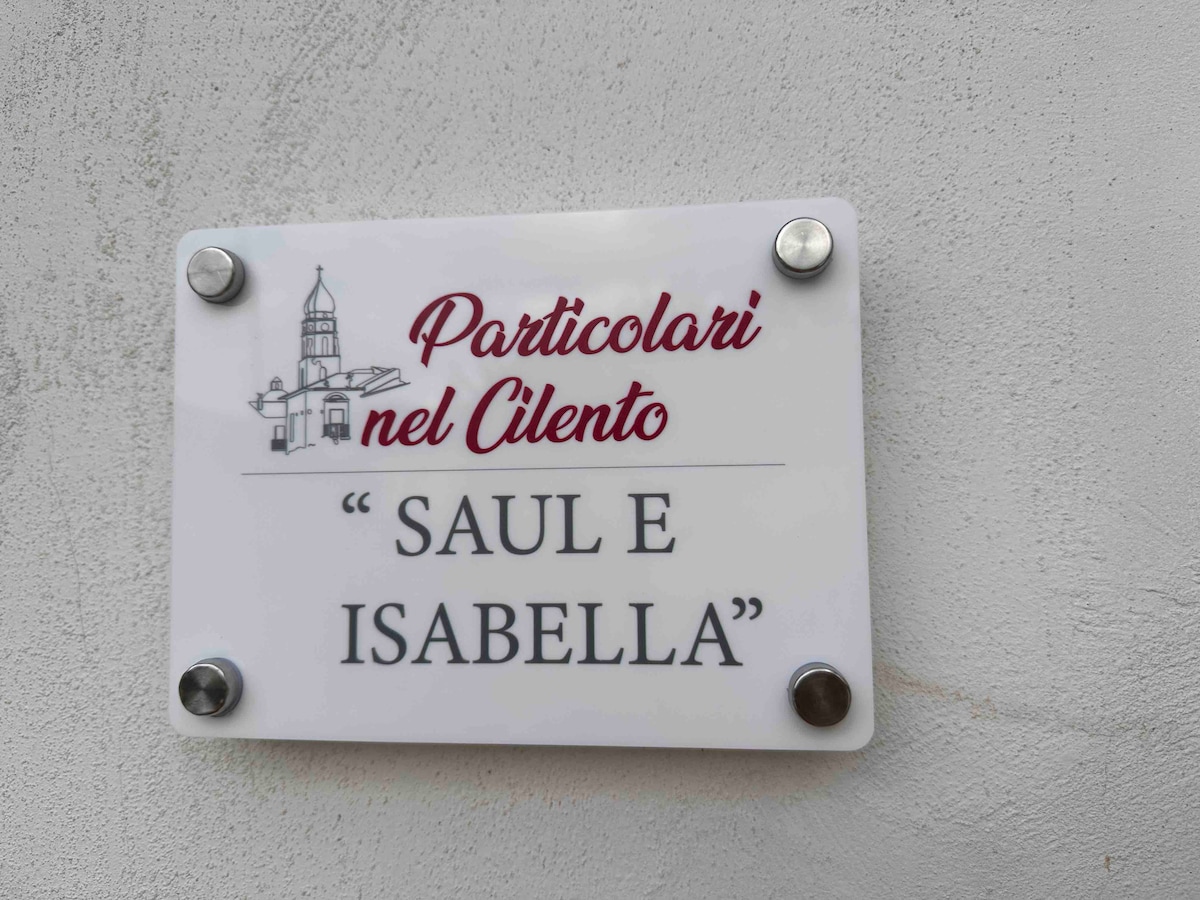 Particolari
nel Cilento
“ SAUL E
ISABELLA”